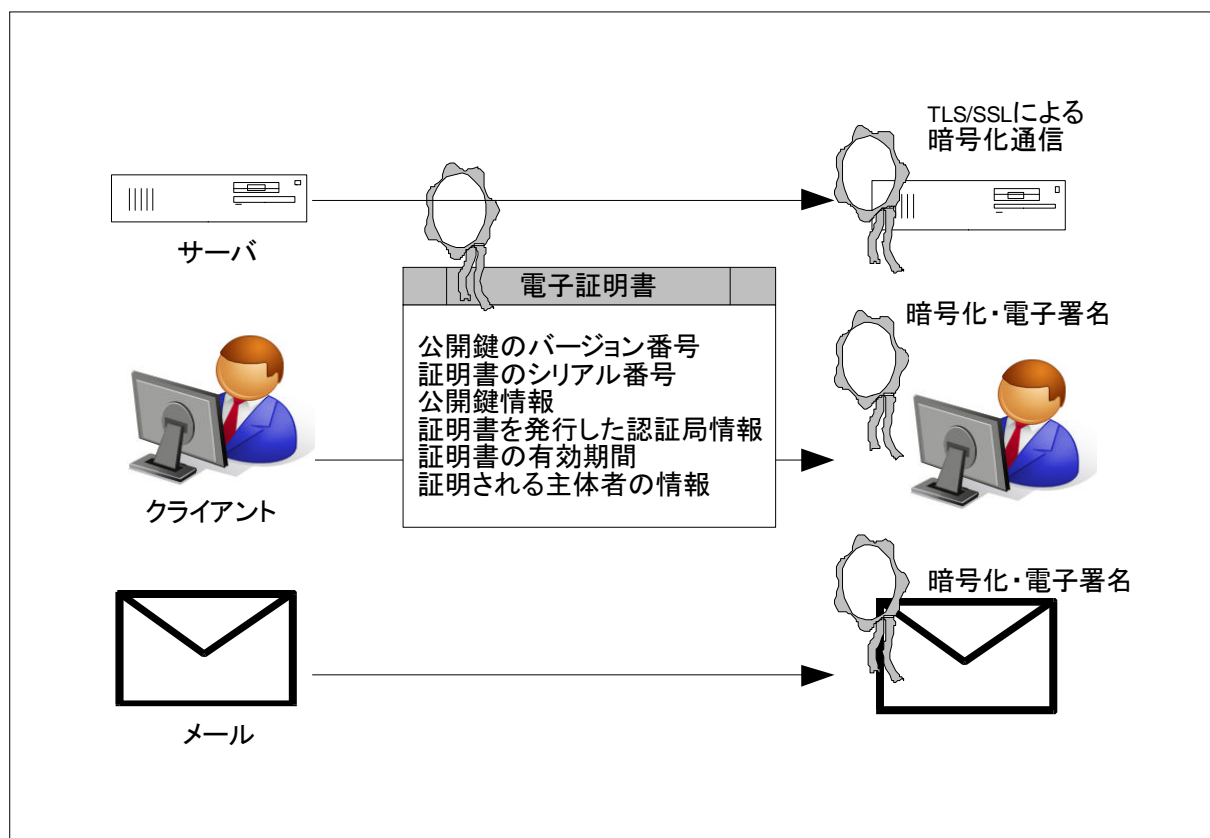 TLS/SSLによる
暗号化通信
サーバ
電子証明書
暗号化・電子署名
公開鍵のバージョン番号
証明書のシリアル番号
公開鍵情報
証明書を発行した認証局情報
証明書の有効期間
証明される主体者の情報
クライアント
暗号化・電子署名
メール